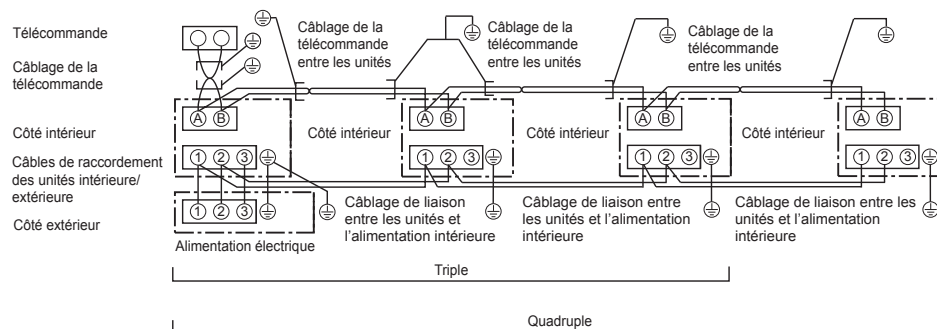 Télécommande
Câblage de la
télécommande
Côté intérieur
Câbles de raccordement
des unités intérieure/
extérieure
Côté extérieur
Câblage de la
télécommande
entre les unités
Câblage de la
télécommande
entre les unités
Câblage de la
télécommande
entre les unités
A B
A B
A B
A B
Côté intérieur
Côté intérieur
Côté intérieur
1 2 3
1 2 3
1 2 3
1 2 3
1 2 3
Alimentation électrique
Câblage de liaison
entre les unités et
l'alimentation intérieure
Câblage de liaison entre
les unités et l'alimentation
intérieure
Câblage de liaison entre les
unités et l'alimentation
intérieure
Triple
Quadruple